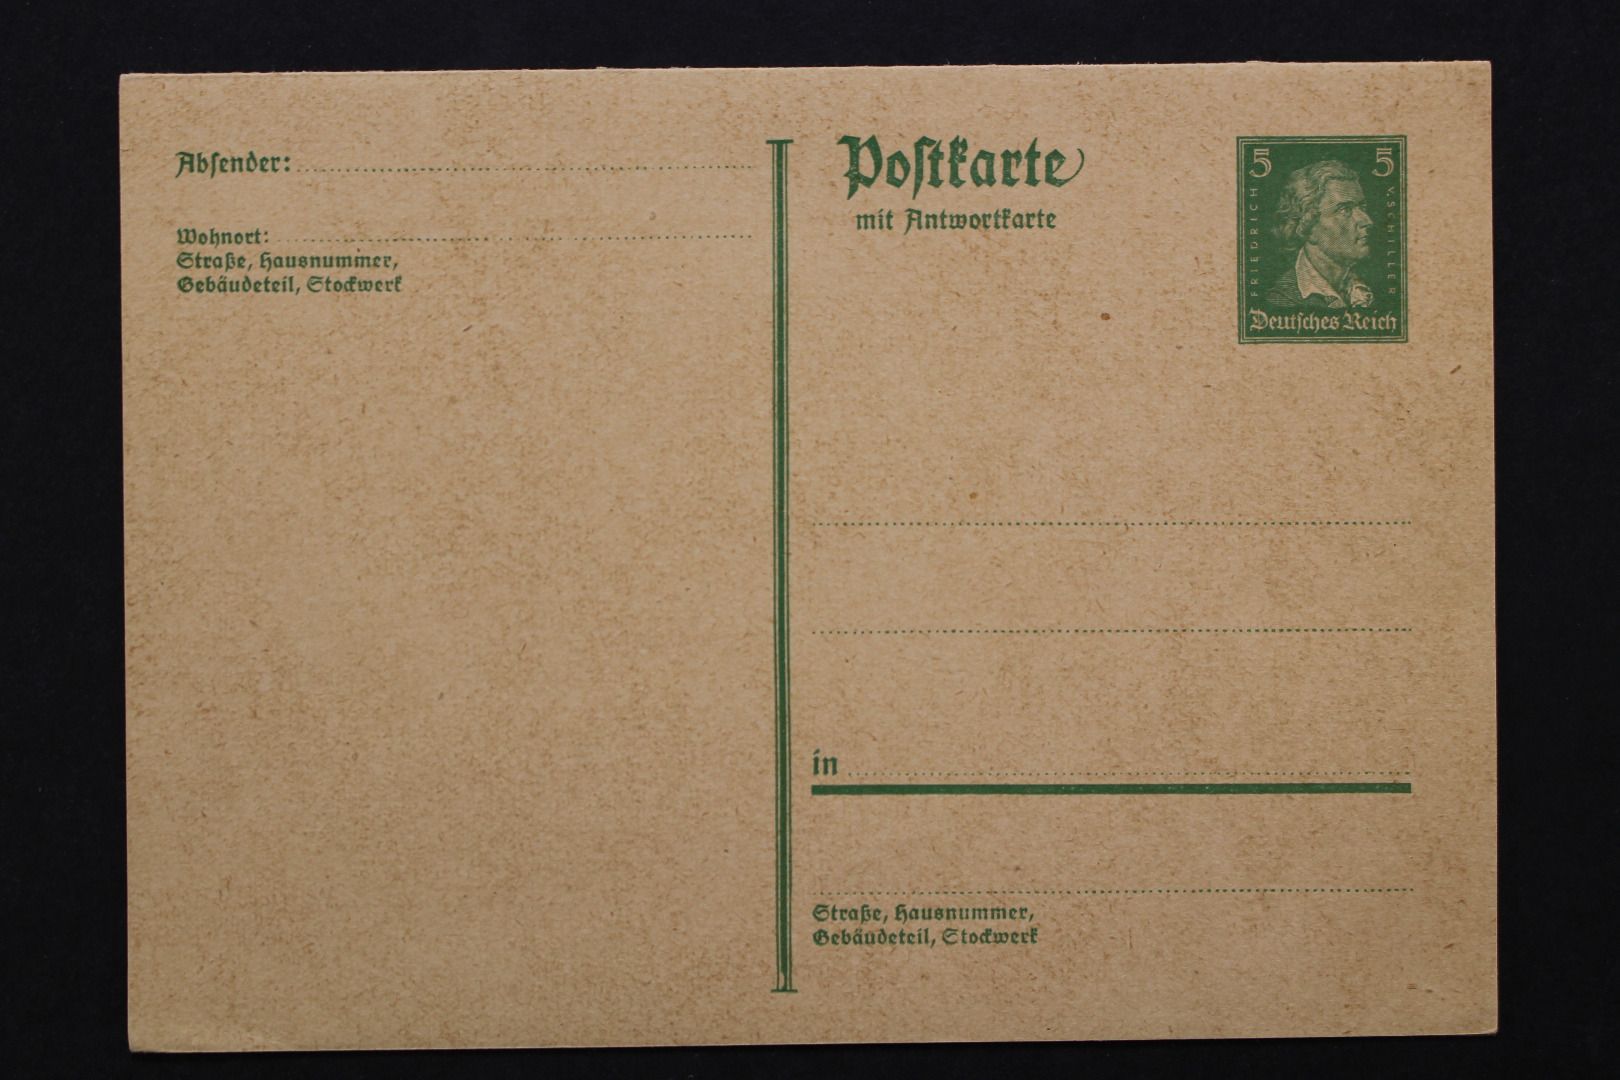 Absender:
Wohnort:
Straße, Hausnummer,
Gebäudeteil, Stockwerk
Postkarte
mit Antwortkarte
5 5
FRIEDRICH V. SCHILLER
Deutsches Reich
in
Straße, Hausnummer,
Gebäudeteil, Stockwerk